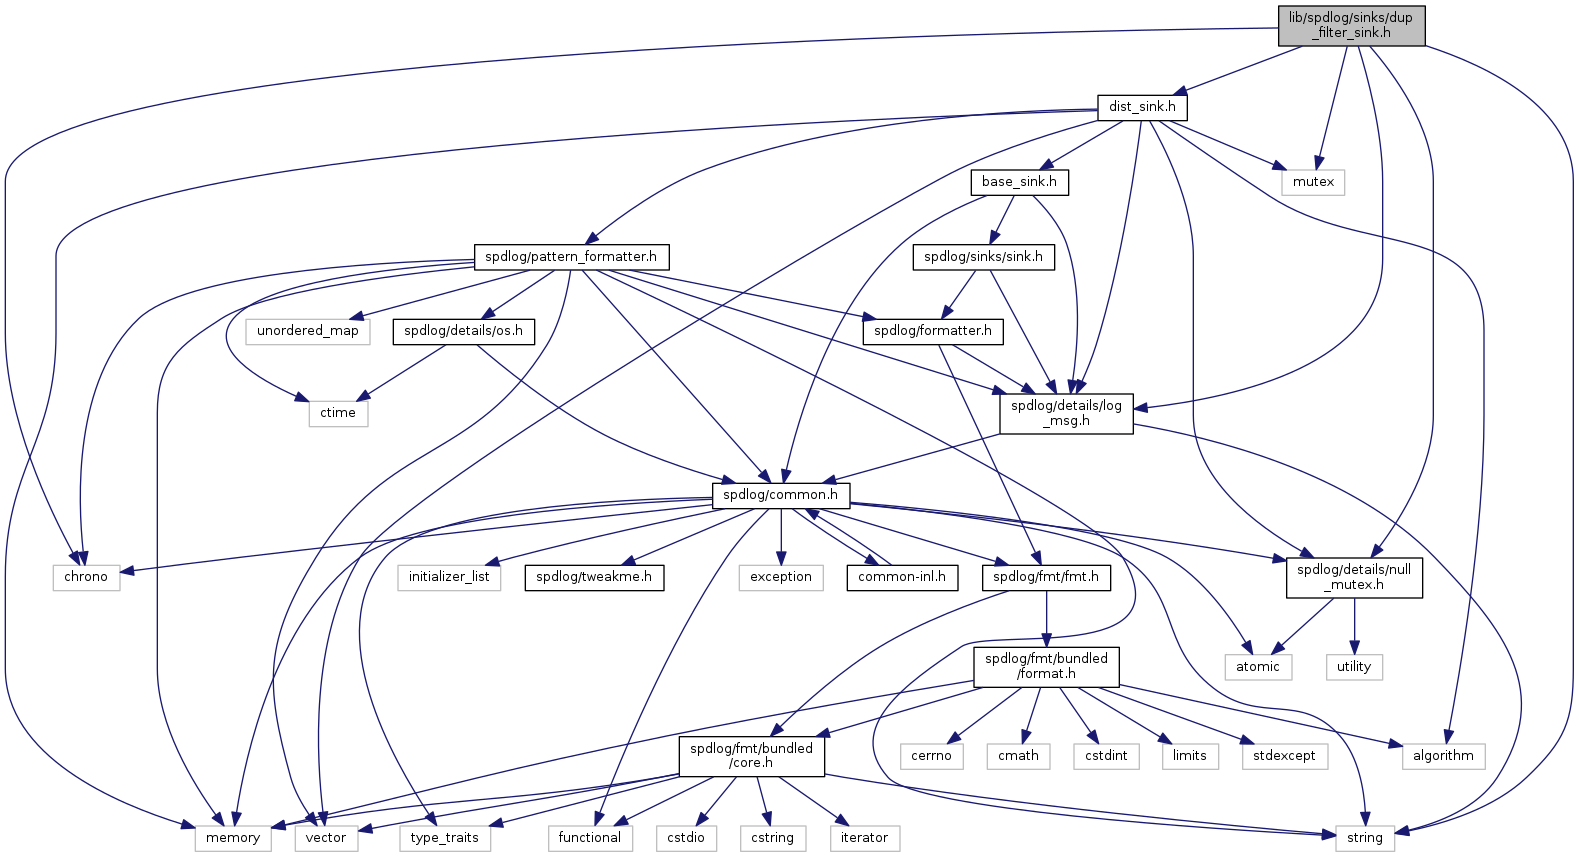 lib/spdlog/sinks/dup
_filter_sink.h
dist_sink.h
mutex
base_sink.h
spdlog/pattern_formatter.h
spdlog/sinks/sink.h
unordered_map
spdlog/details/os.h
spdlog/formatter.h
ctime
spdlog/details/log
_msg.h
spdlog/common.h
chrono
initializer_list
spdlog/tweakme.h
exception
common-inl.h
spdlog/fmt/fmt.h
spdlog/details/null
_mutex.h
spdlog/fmt/bundled
/format.h
atomic
utility
spdlog/fmt/bundled
/core.h
cerrno
cmath
cstdint
limits
stdexcept
algorithm
memory
vector
type_traits
functional
cstdio
cstring
iterator
string